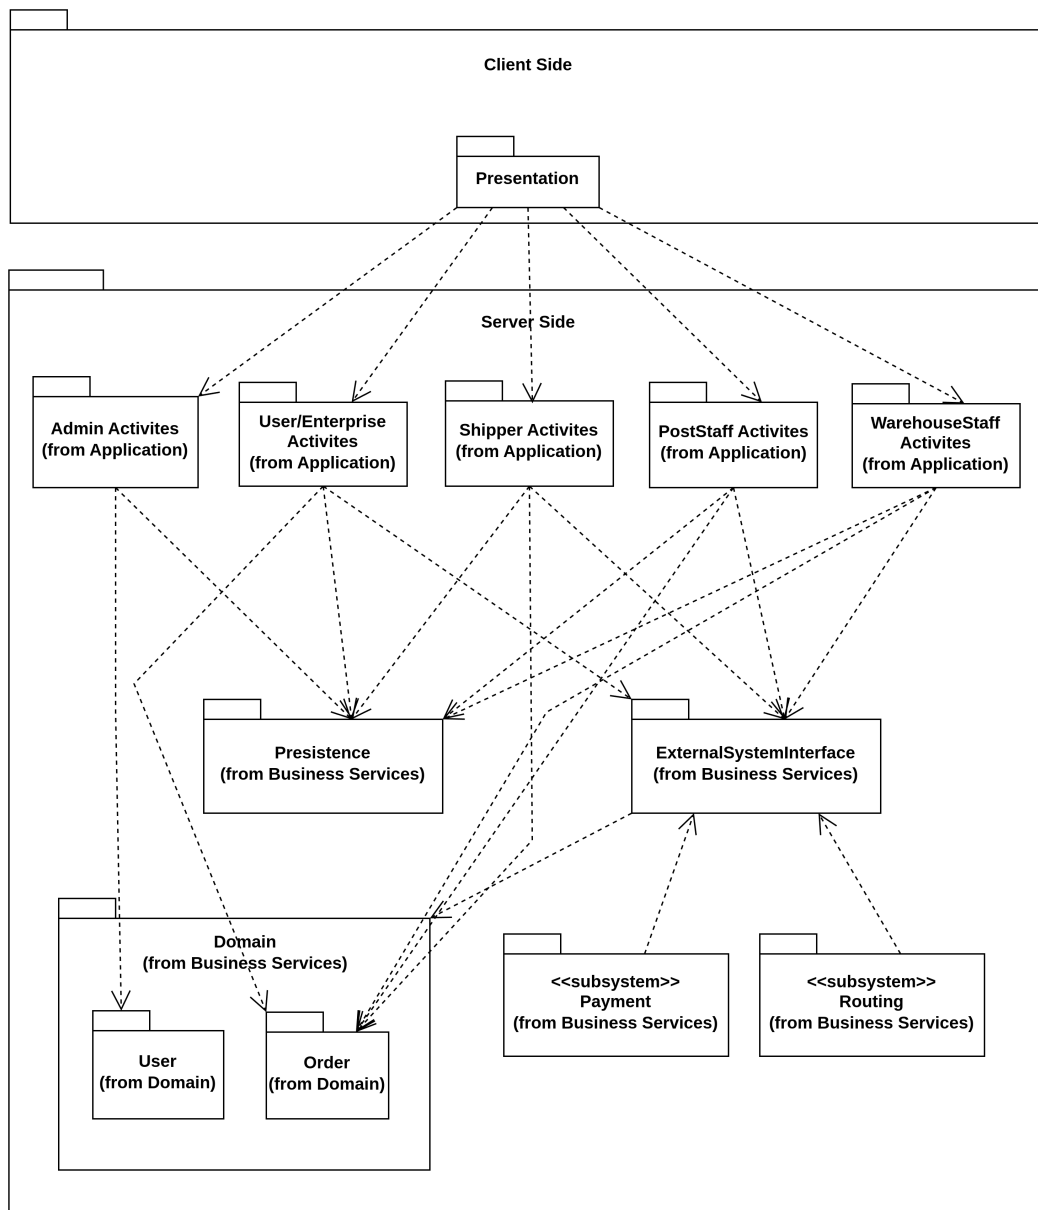 Client Side
Presentation
Server Side
Admin Activites
(from Application)
User/Enterprise
Activites
(from Application)
Shipper Activites
(from Application)
PostStaff Activites
(from Application)
WarehouseStaff
Activites
(from Application)
Presistence
(from Business Services)
ExternalSystemInterface
(from Business Services)
Domain
(from Business Services)
User
(from Domain)
Order
(from Domain)
<<subsystem>>
Payment
(from Business Services)
<<subsystem>>
Routing
(from Business Services)